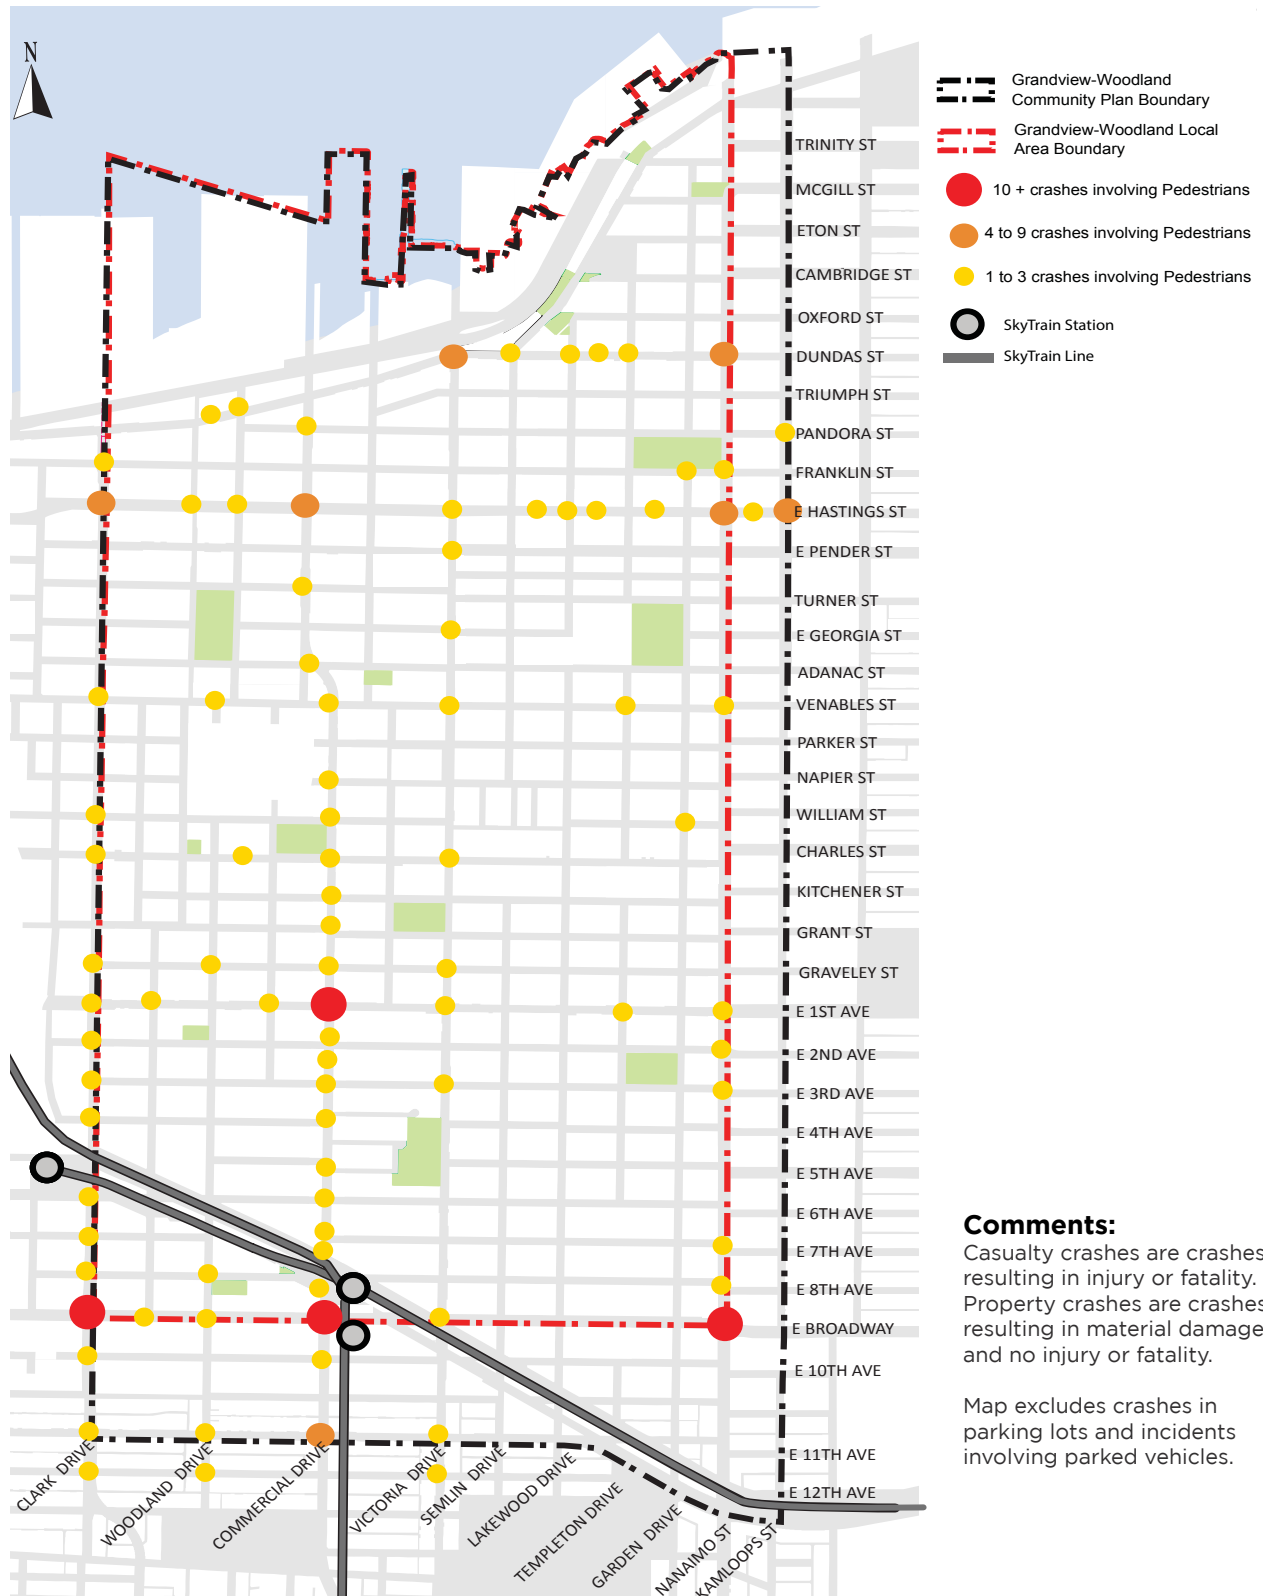 N
Grandview-Woodland
Community Plan Boundary
Grandview-Woodland Local
Area Boundary
10 + crashes involving Pedestrians
4 to 9 crashes involving Pedestrians
1 to 3 crashes involving Pedestrians
SkyTrain Station
SkyTrain Line
TRINITY ST
MCGILL ST
ETON ST
CAMBRIDGE ST
OXFORD ST
DUNDAS ST
TRIUMPH ST
PANDORA ST
FRANKLIN ST
E HASTINGS ST
E PENDER ST
TURNER ST
E GEORGIA ST
ADANAC ST
VENABLES ST
PARKER ST
NAPIER ST
WILLIAM ST
CHARLES ST
KITCHENER ST
GRANT ST
GRAVELEY ST
E 1ST AVE
E 2ND AVE
E 3RD AVE
E 4TH AVE
E 5TH AVE
E 6TH AVE
E 7TH AVE
E 8TH AVE
E BROADWAY
E 10TH AVE
E 11TH AVE
E 12TH AVE
CLARK DRIVE
WOODLAND DRIVE
COMMERCIAL DRIVE
VICTORIA DRIVE
SEMLIN DRIVE
LAKEWOOD DRIVE
TEMPLETON DRIVE
GARDEN DRIVE
NANAIMO ST
KAMLOOPS ST
Comments:
Casualty crashes are crashes
resulting in injury or fatality.
Property crashes are crashes
resulting in material damage
and no injury or fatality.
Map excludes crashes in
parking lots and incidents
involving parked vehicles.